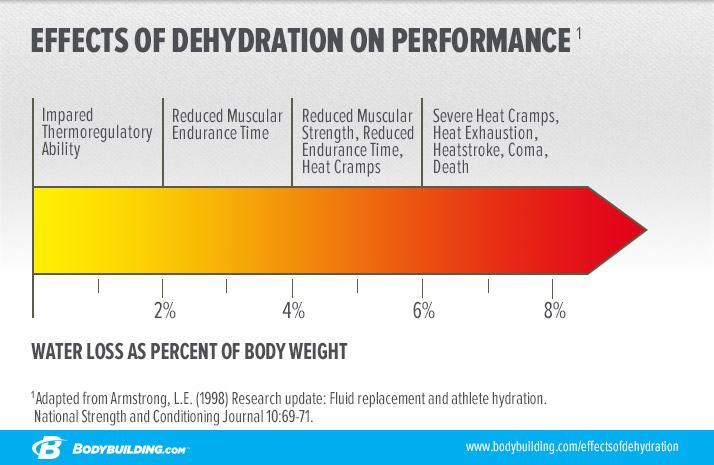 EFFECTS OF DEHYDRATION ON PERFORMANCE 1
Impared
Thermoregulatory
Ability
Reduced Muscular
Endurance Time
Reduced Muscular
Strength, Reduced
Endurance Time,
Heat Cramps
Severe Heat Cramps,
Heat Exhaustion,
Heatstroke, Coma,
Death
2% 4% 6% 8%
WATER LOSS AS PERCENT OF BODY WEIGHT
1Adapted from Armstrong, L.E. (1998) Research update: Fluid replacement and athlete hydration.
National Strength and Conditioning Journal 10:69-71.
B BODYBUILDING.COM www.bodybuilding.com/effectsofdehydration